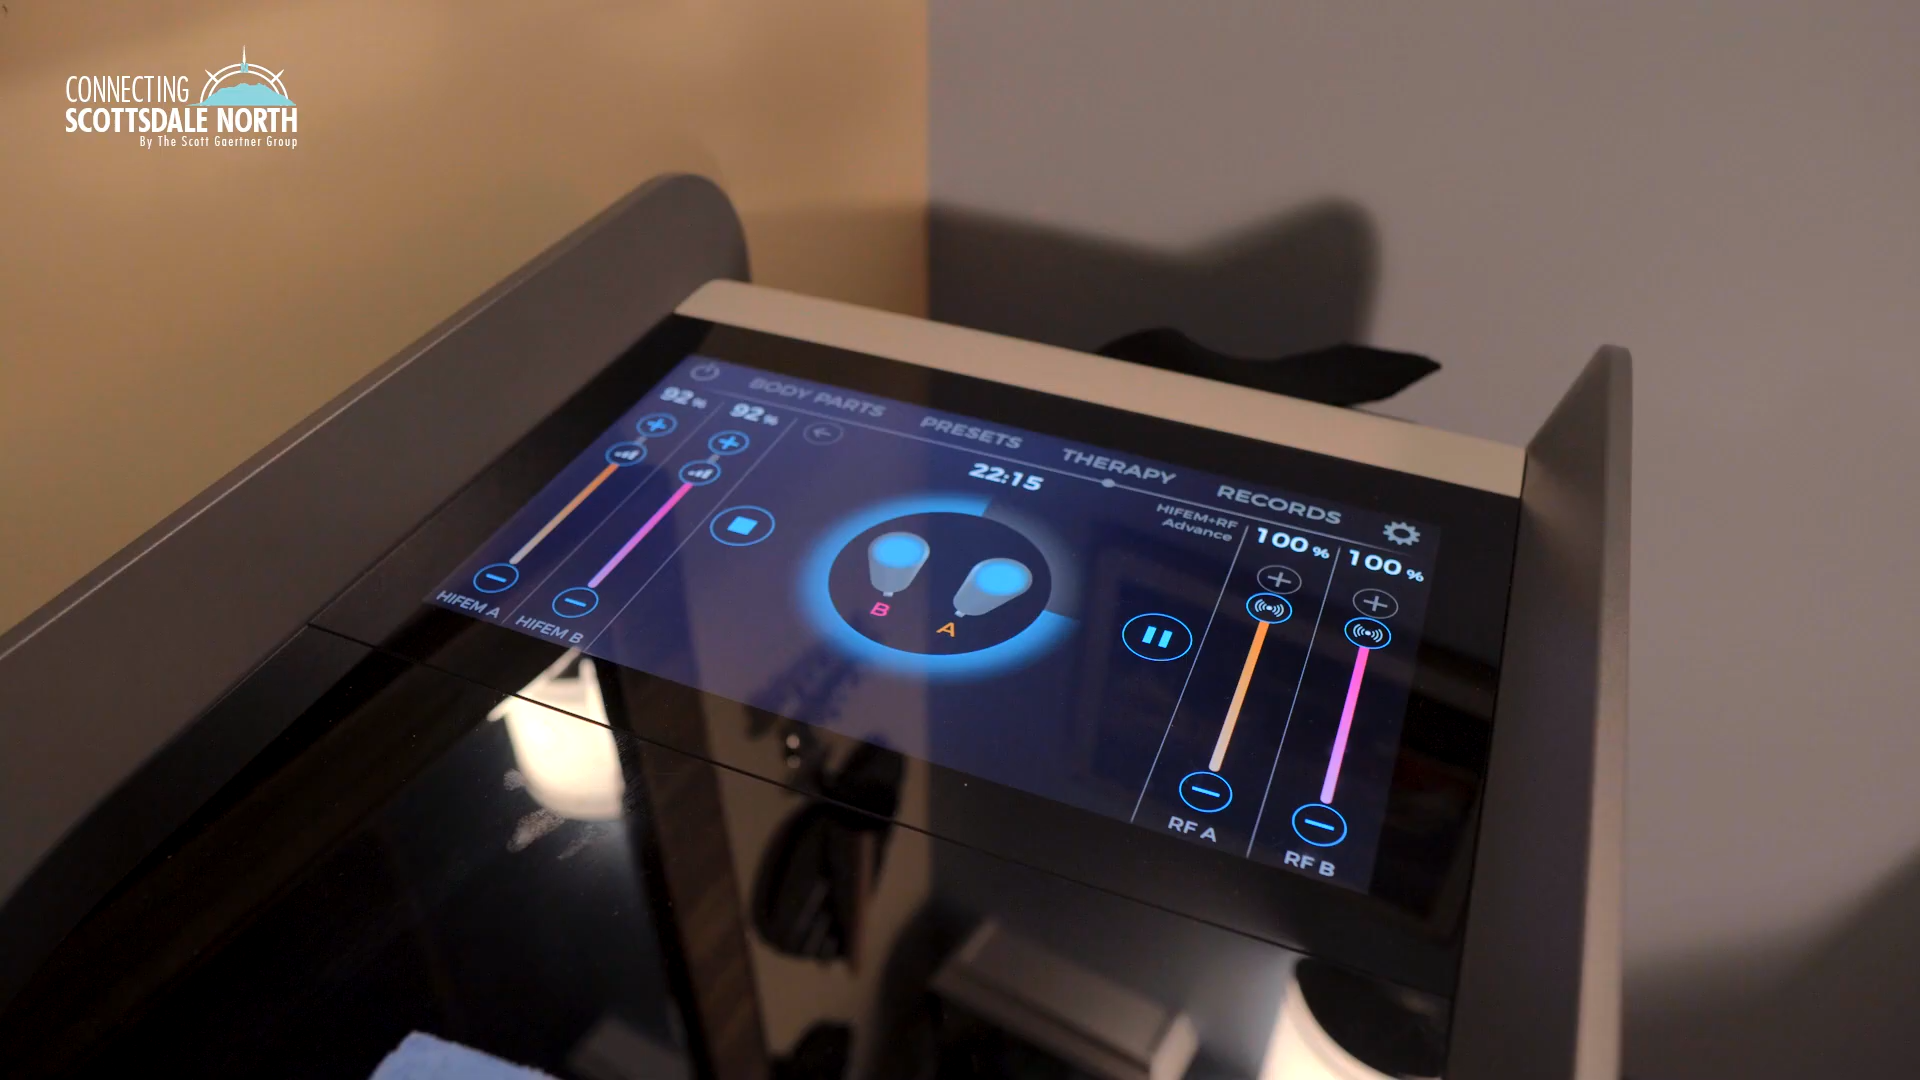 CONNECTING
SCOTTSDALE NORTH
By The Scott Gaertner Group
BODY PARTS
PRESETS
THERAPY
RECORDS
92%
92%
22:15
HIFEM+RF
Advance
100%
100%
B
A
HIFEM A
HIFEM B
RF A
RF B